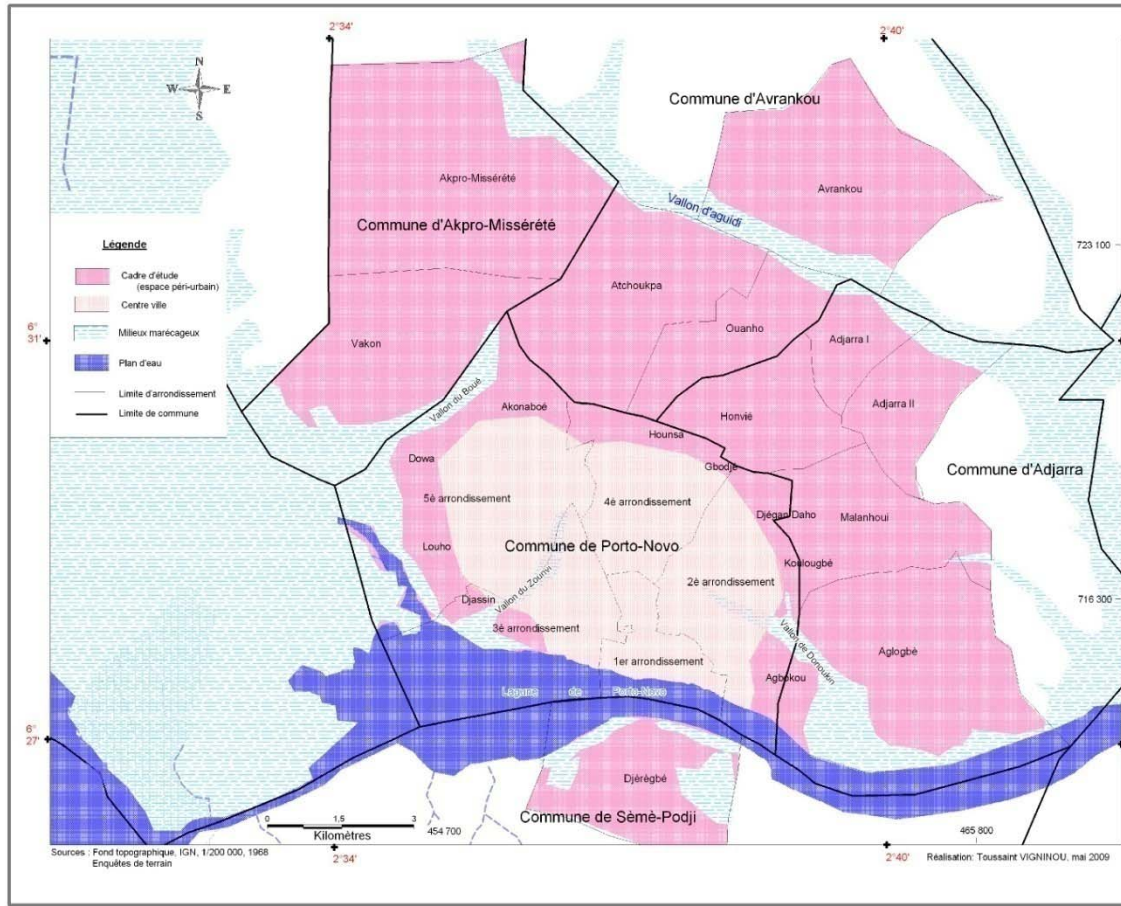 2°34'
2°40'
N
W E
S
Commune d'Avrankou
Akpro-Missérété
Avrankou
Commune d'Akpro-Missérété
Vallon d'aguidi
723 100
Légende
Cadre d'étude
(espace péri-urbain)
Centre ville
Milieux marécageux
Plan d'eau
Limite d'arrondissement
Limite de commune
Atchoukpa
Ouanho
6°
31'
Vakon
Adjarra I
Vallon du Boué
Akonaboé
Adjarra II
Honvié
Hounsa
Dowa
Gbodjè
Commune d'Adjarra
5è arrondissement
4è arrondissement
Djègan Daho
Malanhoui
Louho
Commune de Porto-Novo
Koulougbé
2è arrondissement
Djassin
Vallon du Zounvi
716 300
3è arrondissement
Vallon de Donoukin
Aglogbè
1er arrondissement
Agbokou
Lagune de Porto-Novo
6°
27'
Djèrègbé
Commune de Sèmè-Podji
0 1,5 3
Kilomètres
454 700
465 800
Sources : Fond topographique, IGN, 1/200 000, 1968
Enquêtes de terrain
Réalisation: Toussaint VIGNINOU, mai 2009
2°34'
2°40'